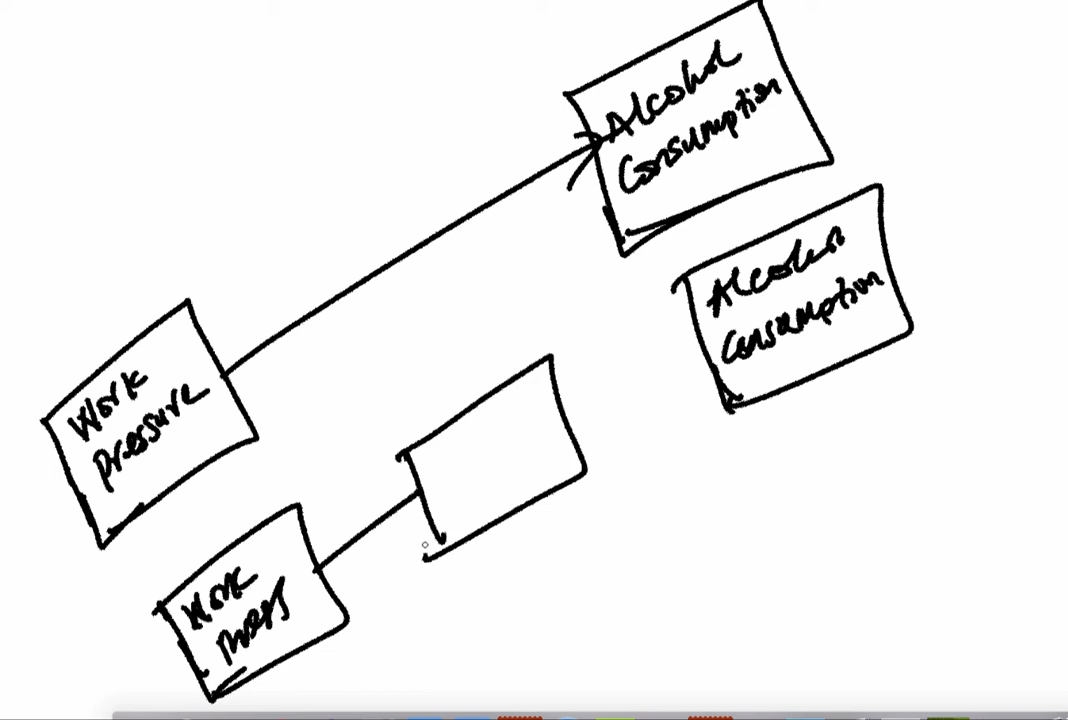 Alcohol
Consumption
Alcohol
Consumption
Work
Pressure
Work